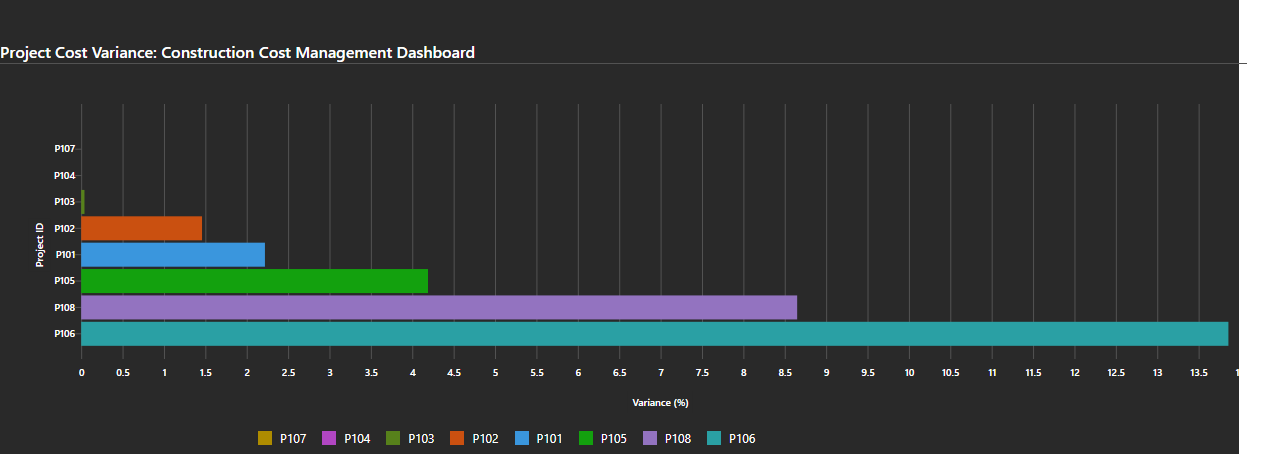 Project Cost Variance: Construction Cost Management Dashboard
P107
P104
P103
P102
P101
P105
P108
P106
Project ID
0 0.5 1 1.5 2 2.5 3 3.5 4 4.5 5 5.5 6 6.5 7 7.5 8 8.5 9 9.5 10 10.5 11 11.5 12 12.5 13 13.5
Variance (%)
P107 P104 P103 P102 P101 P105 P108 P106